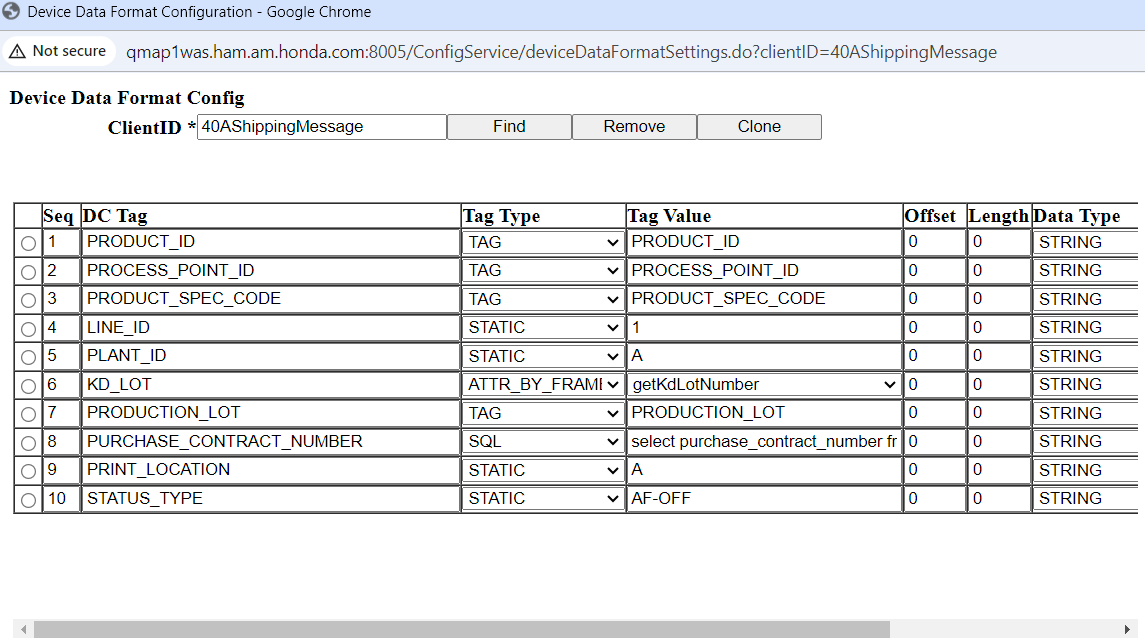 Device Data Format Configuration - Google Chrome
Not secure qmap1was.ham.am.honda.com:8005/ConfigService/deviceDataFormatSettings.do?clientID=40AShippingMessage
Device Data Format Config
ClientID *40AShippingMessage Find Remove Clone
Seq DC Tag Tag Type Tag Value Offset Length Data Type
1 PRODUCT_ID TAG PRODUCT_ID 0 0 STRING
2 PROCESS_POINT_ID TAG PROCESS_POINT_ID 0 0 STRING
3 PRODUCT_SPEC_CODE TAG PRODUCT_SPEC_CODE 0 0 STRING
4 LINE_ID STATIC 1 0 0 STRING
5 PLANT_ID STATIC A 0 0 STRING
6 KD_LOT ATTR_BY_FRAME getKdLotNumber 0 0 STRING
7 PRODUCTION_LOT TAG PRODUCTION_LOT 0 0 STRING
8 PURCHASE_CONTRACT_NUMBER SQL select purchase_contract_number fr 0 0 STRING
9 PRINT_LOCATION STATIC A 0 0 STRING
10 STATUS_TYPE STATIC AF-OFF 0 0 STRING